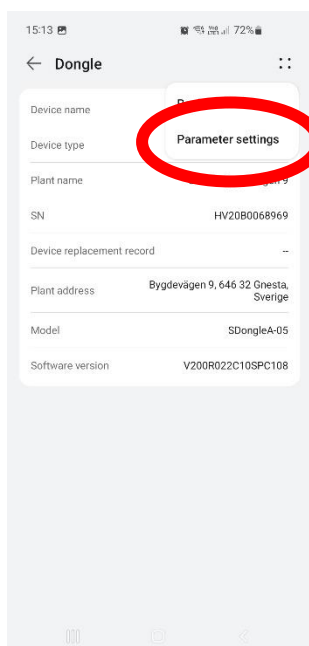 15:13 72%
Dongle
Device name
Parameter settings
Device type
Plant name 9
SN HV20B0068969
Device replacement record --
Plant address Bygdevägen 9, 646 32 Gnesta,
Sverige
Model SDongleA-05
Software version V200R022C10SPC108